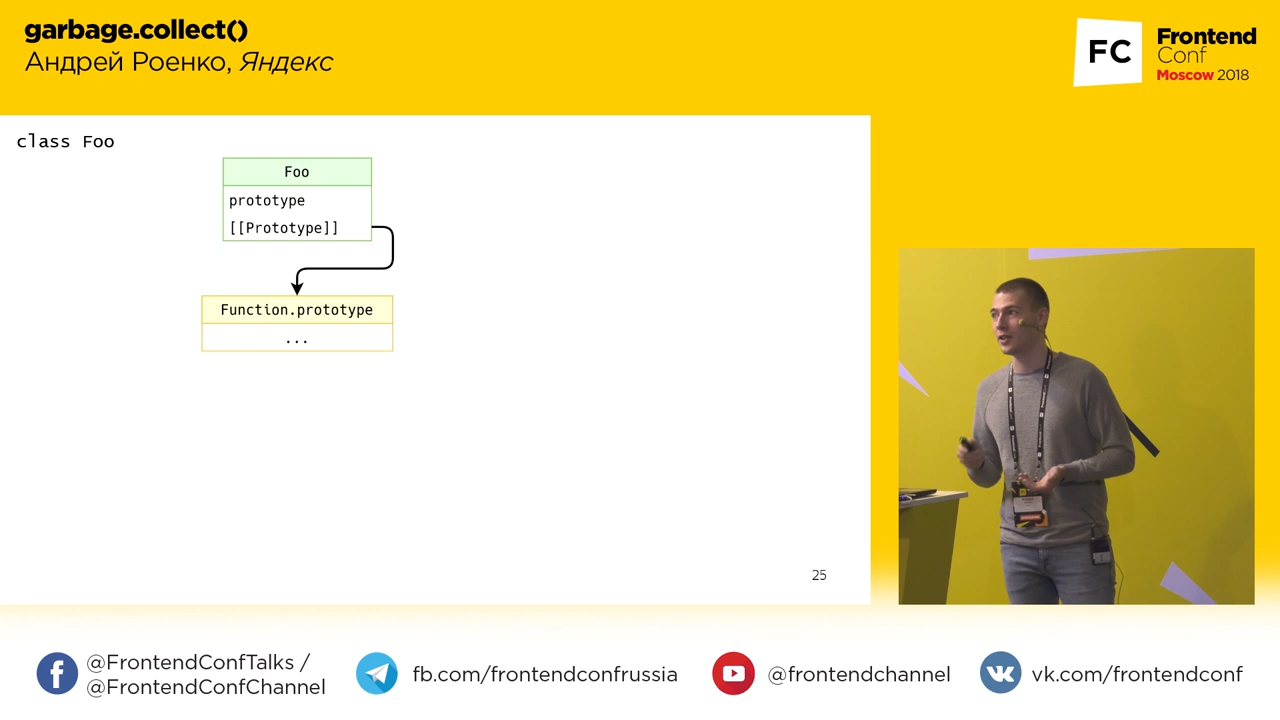 garbage.collect()
Андрей Роенко, Яндекс
FC
Frontend
Conf
Moscow 2018
class Foo
Foo
prototype
[[Prototype]]
Function.prototype
...
25
@FrontendConfTalks /
@FrontendConfChannel
fb.com/frontendconfrussia
@frontendchannel
vk.com/frontendconf